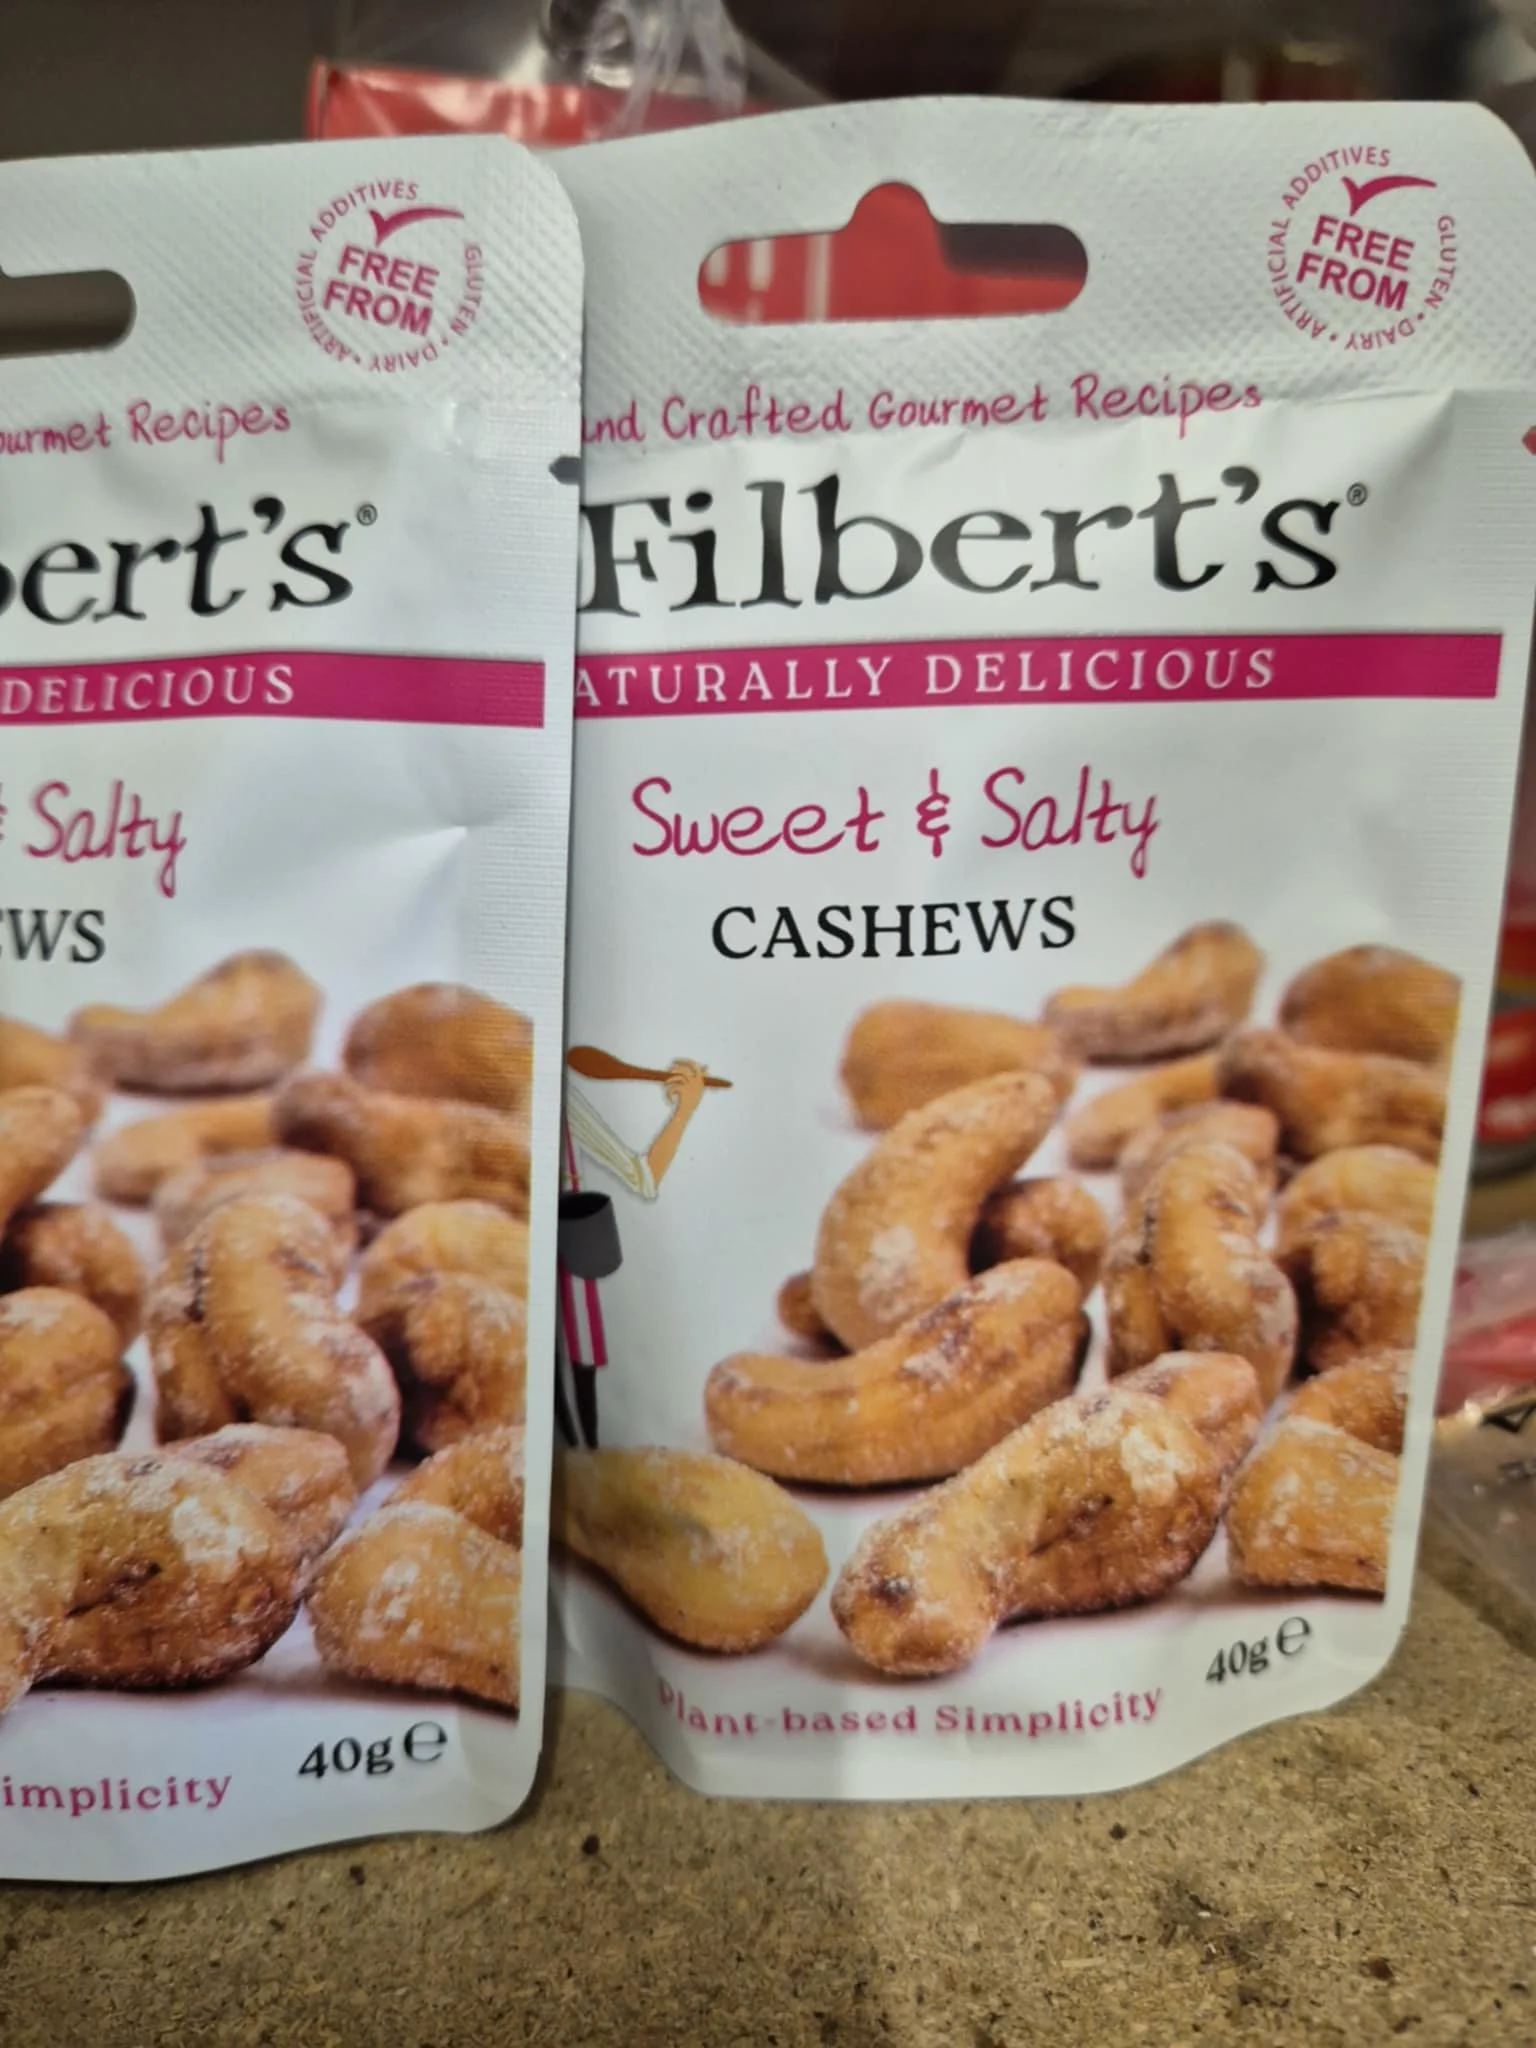 ARTIFICIAL ADDITIVES
GLUTEN • DAIRY •
FREE
FROM
ourmet Recipes
bert's®
DELICIOUS
& Salty
EWS
40g e
implicity
ARTIFICIAL ADDITIVES
GLUTEN • DAIRY •
FREE
FROM
and Crafted Gourmet Recipes
Filbert's®
ATURALLY DELICIOUS
Sweet & Salty
CASHEWS
40g e
Plant-based Simplicity